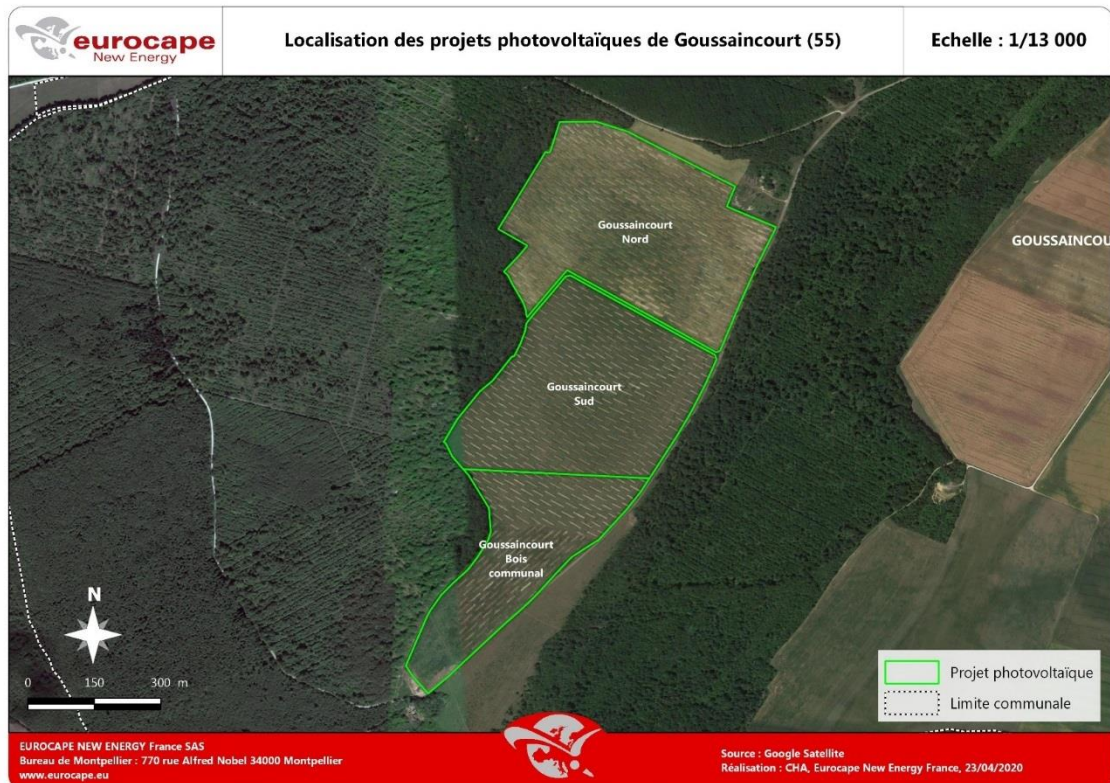 eurocape
New Energy
Localisation des projets photovoltaïques de Goussaincourt (55)
Echelle : 1/13 000
Goussaincourt
Nord
GOUSSAINCOU
Goussaincourt
Sud
Goussaincourt
Bois
communal
N
0 150 300 m
Projet photovoltaïque
Limite communale
EUROCAPE NEW ENERGY France SAS
Bureau de Montpellier : 770 rue Alfred Nobel 34000 Montpellier
www.eurocape.eu
Source : Google Satellite
Réalisation : CHA, Eurocape New Energy France, 23/04/2020